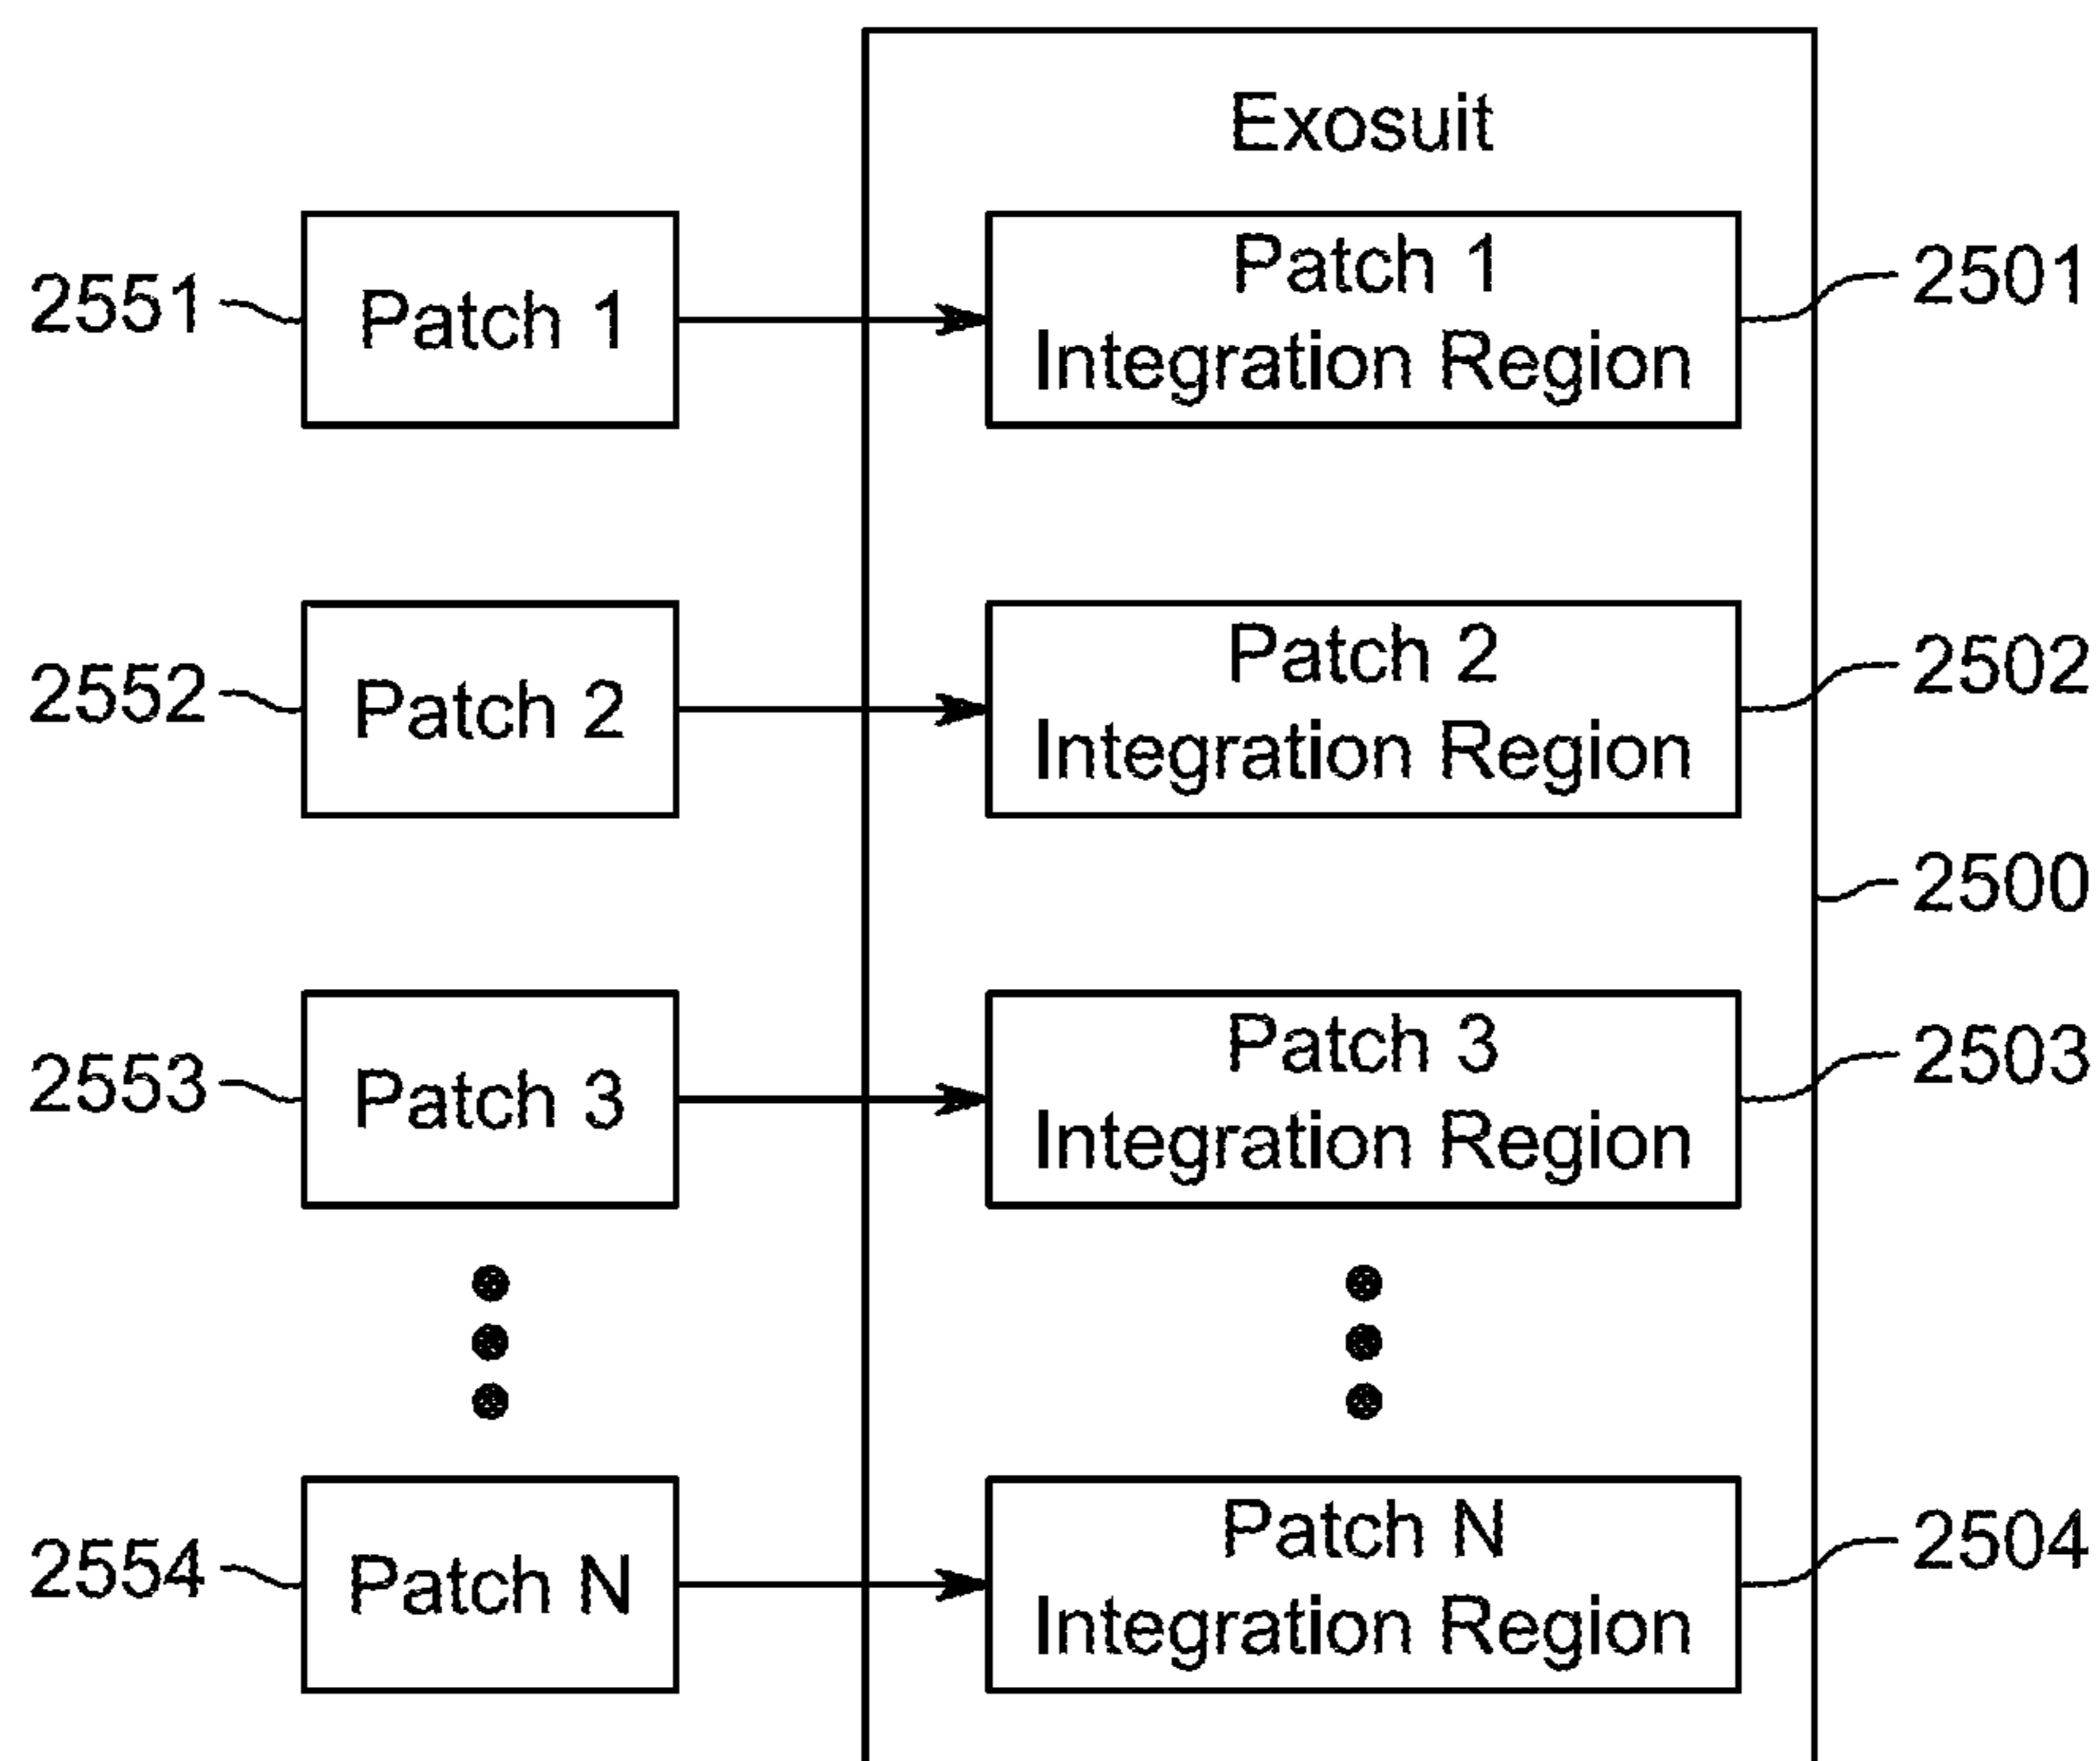 Exosuit
2551
Patch 1
Patch 1
Integration Region
2501
2552
Patch 2
Patch 2
Integration Region
2502
2500
2553
Patch 3
Patch 3
Integration Region
2503
2554
Patch N
Patch N
Integration Region
2504